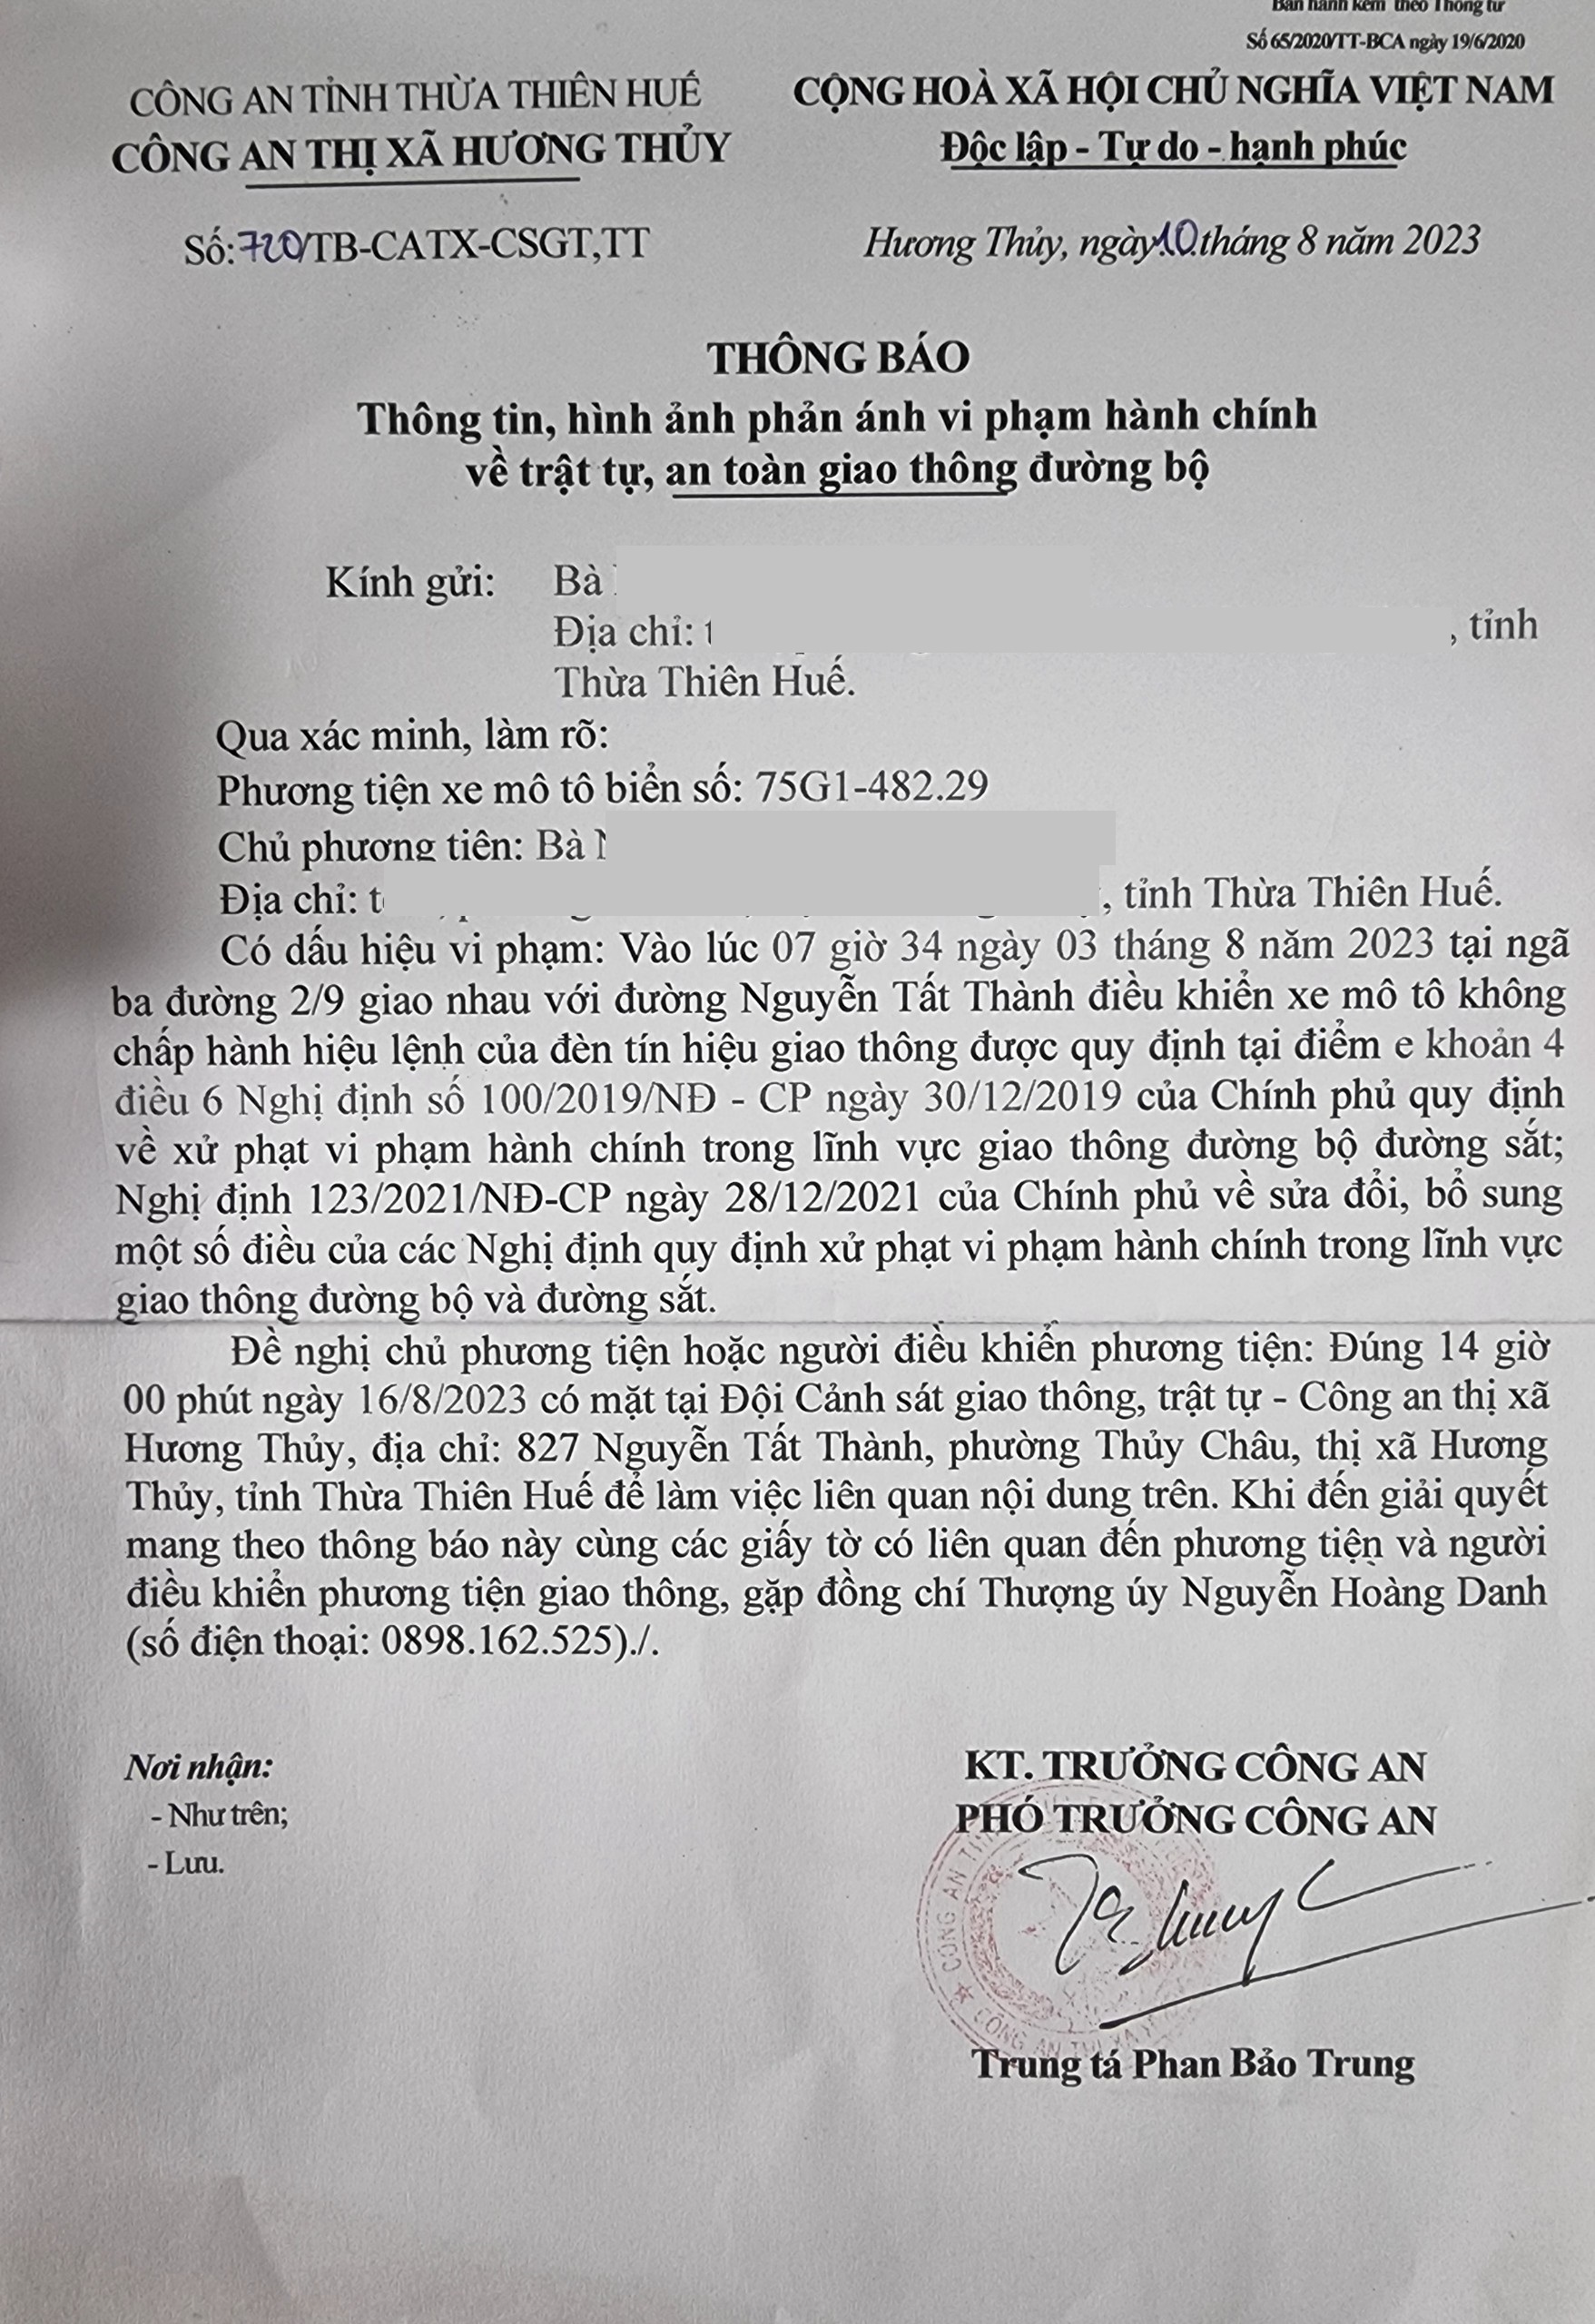 Ban hành kèm theo Thông tư
Số 65/2020/TT-BCA ngày 19/6/2020
CÔNG AN TỈNH THỪA THIÊN HUẾ
CÔNG AN THỊ XÃ HƯƠNG THỦY
CỘNG HOÀ XÃ HỘI CHỦ NGHĨA VIỆT NAM
Độc lập - Tự do - hạnh phúc
Số:720/TB-CATX-CSGT,TT
Hương Thủy, ngày 10 tháng 8 năm 2023
THÔNG BÁO
Thông tin, hình ảnh phản ánh vi phạm hành chính
về trật tự, an toàn giao thông đường bộ
Kính gửi: Bà
Địa chỉ: t , tỉnh
Thừa Thiên Huế.
Qua xác minh, làm rõ:
Phương tiện xe mô tô biển số: 75G1-482.29
Chủ phương tiên: Bà N
Địa chỉ: t , tỉnh Thừa Thiên Huế.
Có dấu hiệu vi phạm: Vào lúc 07 giờ 34 ngày 03 tháng 8 năm 2023 tại ngã
ba đường 2/9 giao nhau với đường Nguyễn Tất Thành điều khiển xe mô tô không
chấp hành hiệu lệnh của đèn tín hiệu giao thông được quy định tại điểm e khoản 4
điều 6 Nghị định số 100/2019/NĐ - CP ngày 30/12/2019 của Chính phủ quy định
về xử phạt vi phạm hành chính trong lĩnh vực giao thông đường bộ đường sắt;
Nghị định 123/2021/NĐ-CP ngày 28/12/2021 của Chính phủ về sửa đổi, bổ sung
một số điều của các Nghị định quy định xử phạt vi phạm hành chính trong lĩnh vực
giao thông đường bộ và đường sắt.
Đề nghị chủ phương tiện hoặc người điều khiển phương tiện: Đúng 14 giờ
00 phút ngày 16/8/2023 có mặt tại Đội Cảnh sát giao thông, trật tự - Công an thị xã
Hương Thủy, địa chỉ: 827 Nguyễn Tất Thành, phường Thủy Châu, thị xã Hương
Thủy, tỉnh Thừa Thiên Huế để làm việc liên quan nội dung trên. Khi đến giải quyết
mang theo thông báo này cùng các giấy tờ có liên quan đến phương tiện và người
điều khiển phương tiện giao thông, gặp đồng chí Thượng úy Nguyễn Hoàng Danh
(số điện thoại: 0898.162.525)./.
Nơi nhận:
- Như trên;
- Lưu.
KT. TRƯỞNG CÔNG AN
PHÓ TRƯỞNG CÔNG AN
Trung tá Phan Bảo Trung